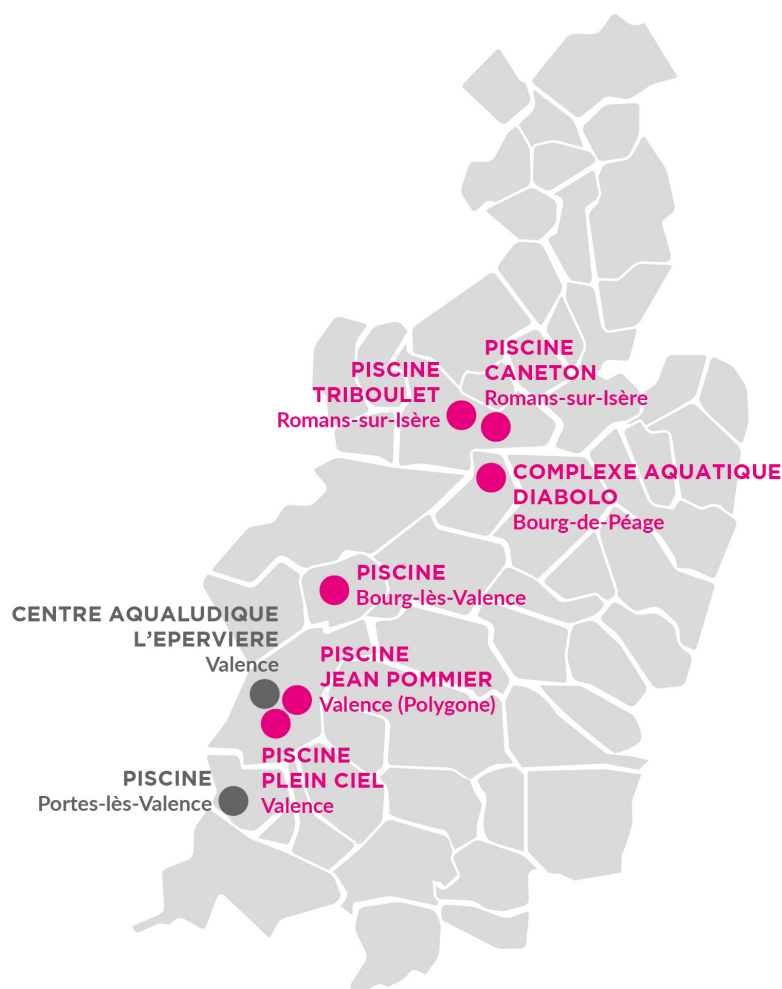 PISCINE
CANETON
Romans-sur-Isère
PISCINE
TRIBOULET
Romans-sur-Isère
COMPLEXE AQUATIQUE
DIABOLO
Bourg-de-Péage
PISCINE
Bourg-lès-Valence
CENTRE AQUALUDIQUE
L'EPERVIERE
Valence
PISCINE
JEAN POMMIER
Valence (Polygone)
PISCINE
PLEIN CIEL
Valence
PISCINE
Portes-lès-Valence